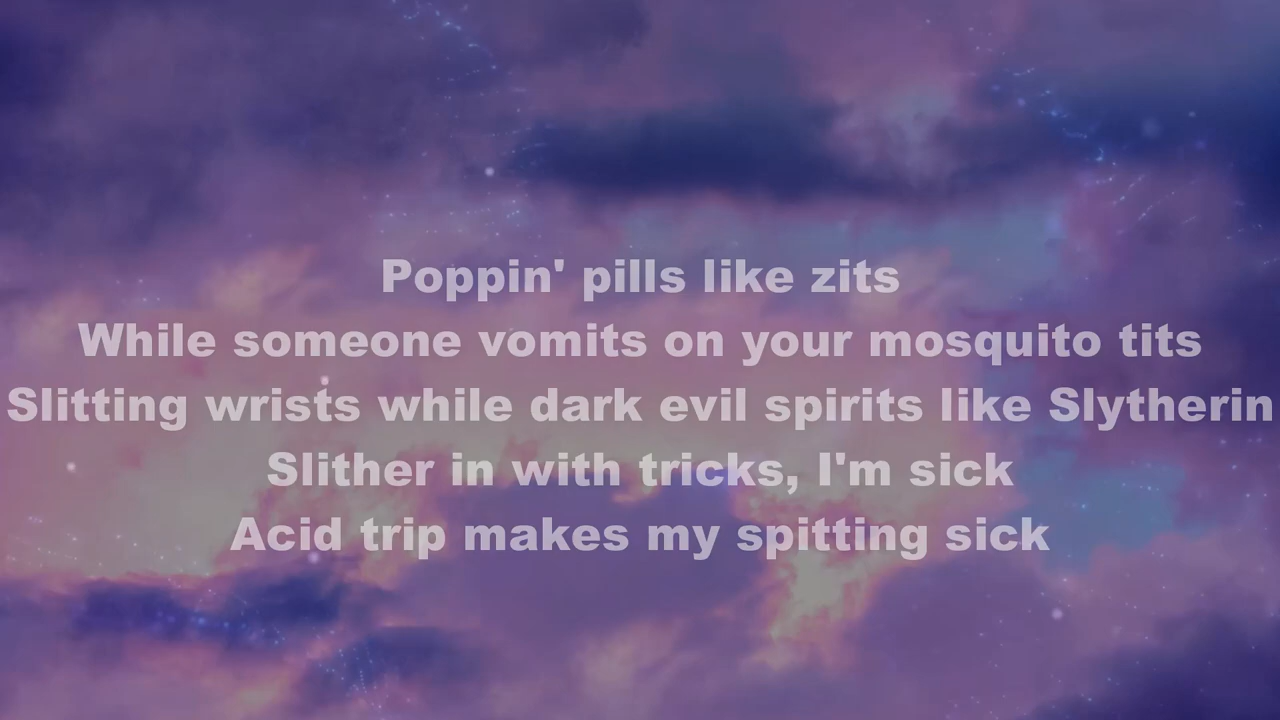 Poppin' pills like zits
While someone vomits on your mosquito tits
Slitting wrists while dark evil spirits like Slytherin
Slither in with tricks, I'm sick
Acid trip makes my spitting sick